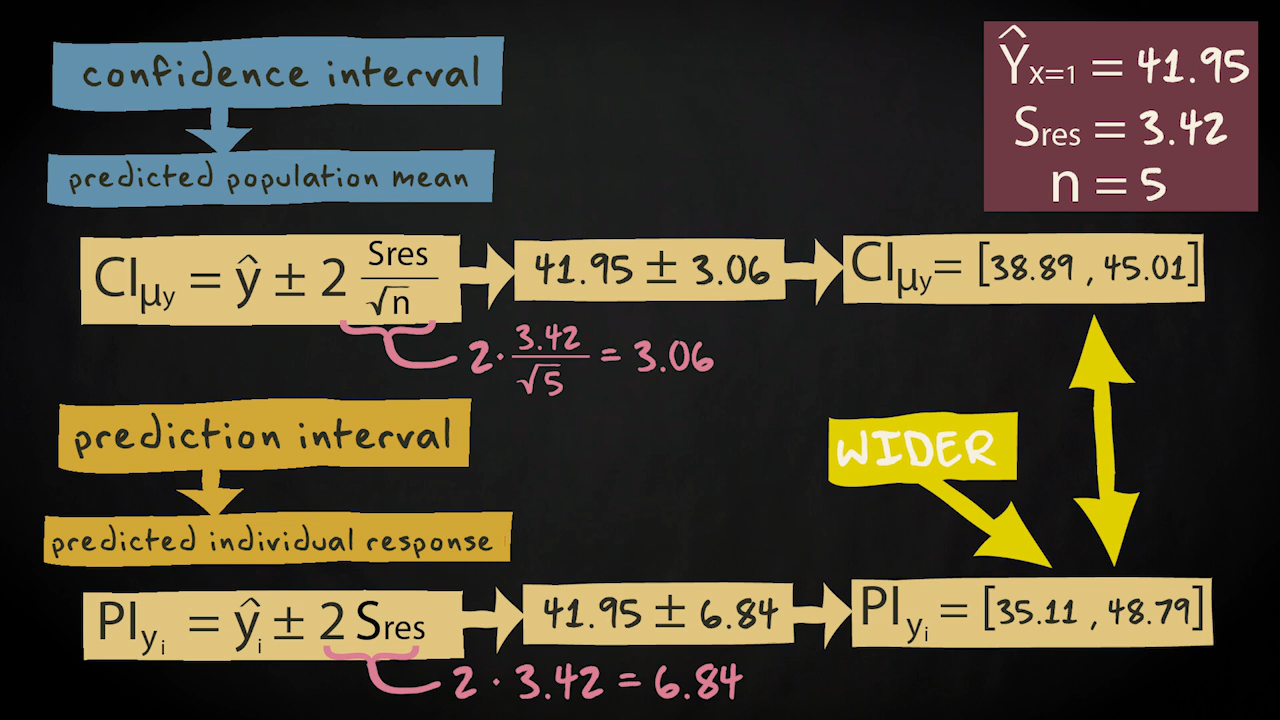 confidence interval
predicted population mean
Ŷx=1 = 41.95
Sres = 3.42
n = 5
CIμy = ŷ ± 2 Sres/√n
41.95 ± 3.06
CIμy = [38.89 , 45.01]
2 · 3.42/√5 = 3.06
prediction interval
WIDER
predicted individual response
PIyi = ŷi ± 2 Sres
41.95 ± 6.84
PIyi = [35.11 , 48.79]
2 · 3.42 = 6.84